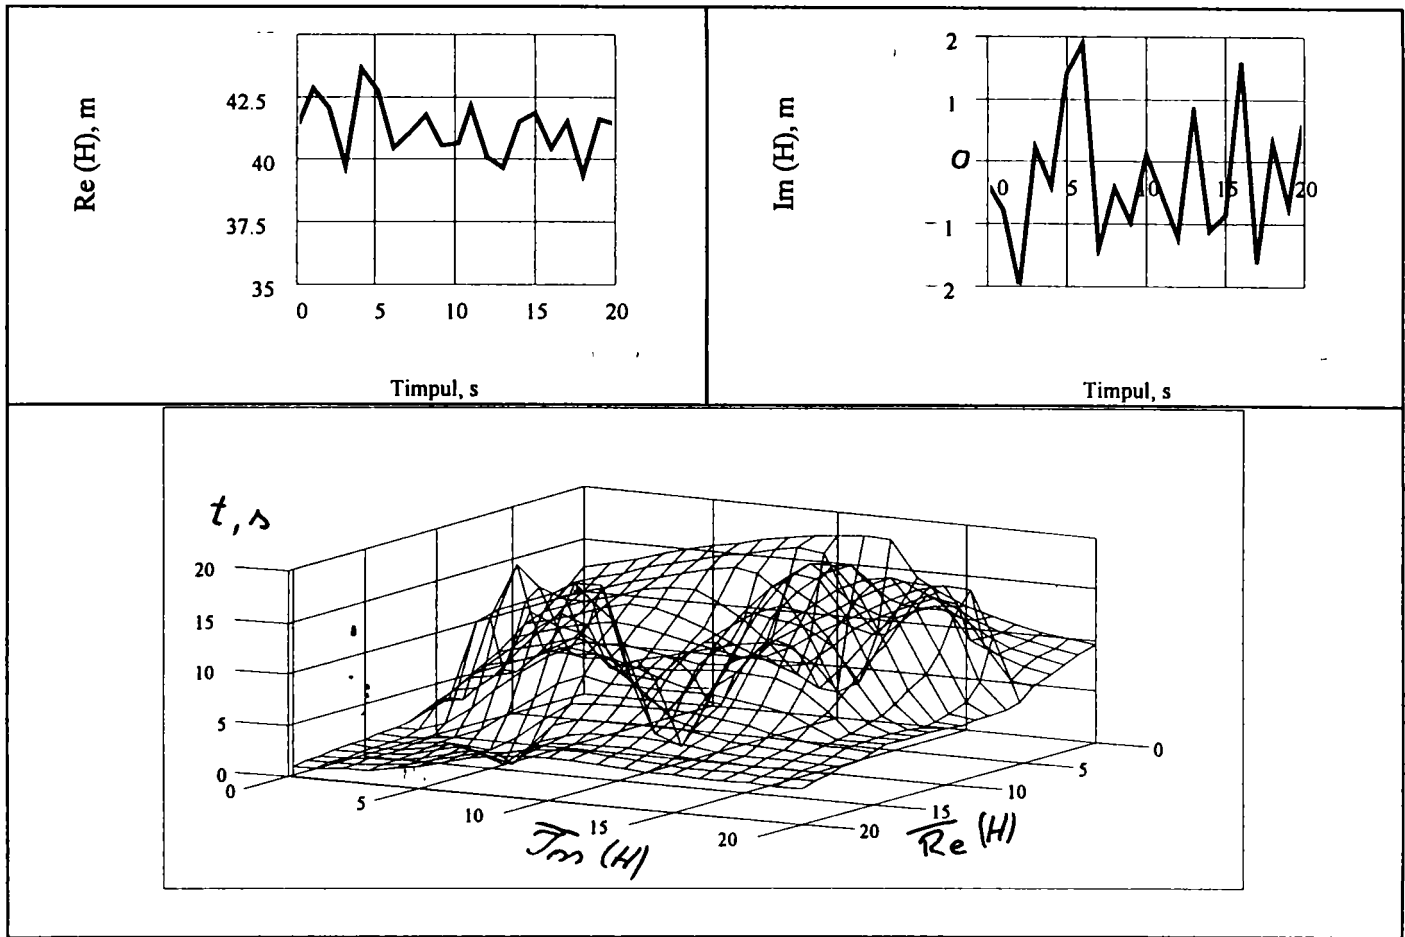 Re (H), m
42.5
40
37.5
35
0 5 10 15 20
Timpul, s
Im (H), m
2
1
0
0 5 10 15 20
- 1
- 2
Timpul, s
t, s
20
15
10
5
0
0 5 10 15 20
Im (H)
20 15 10 5 0
Re (H)